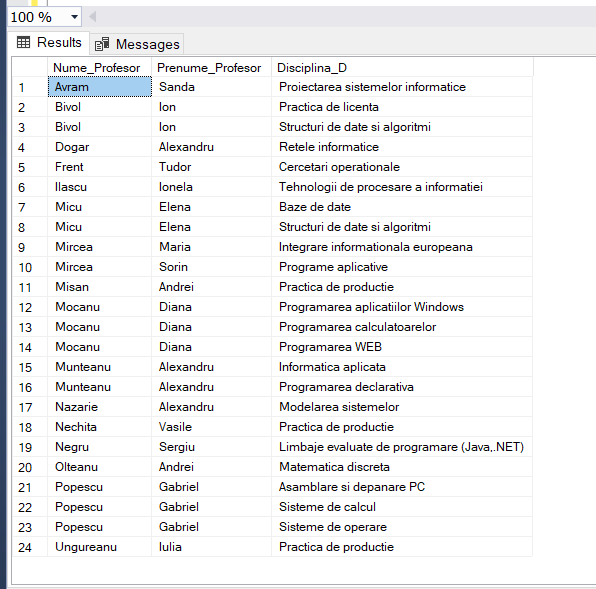 100 %
Results Messages
Nume_Profesor Prenume_Profesor Disciplina_D
1 Avram Sanda Proiectarea sistemelor informatice
2 Bivol Ion Practica de licenta
3 Bivol Ion Structuri de date si algoritmi
4 Dogar Alexandru Retele informatice
5 Frent Tudor Cercetari operationale
6 Ilascu Ionela Tehnologii de procesare a informatiei
7 Micu Elena Baze de date
8 Micu Elena Structuri de date si algoritmi
9 Mircea Maria Integrare informationala europeana
10 Mircea Sorin Programe aplicative
11 Misan Andrei Practica de productie
12 Mocanu Diana Programarea aplicatiilor Windows
13 Mocanu Diana Programarea calculatoarelor
14 Mocanu Diana Programarea WEB
15 Munteanu Alexandru Informatica aplicata
16 Munteanu Alexandru Programarea declarativa
17 Nazarie Alexandru Modelarea sistemelor
18 Nechita Vasile Practica de productie
19 Negru Sergiu Limbaje evaluate de programare (Java,.NET)
20 Olteanu Andrei Matematica discreta
21 Popescu Gabriel Asamblare si depanare PC
22 Popescu Gabriel Sisteme de calcul
23 Popescu Gabriel Sisteme de operare
24 Ungureanu Iulia Practica de productie